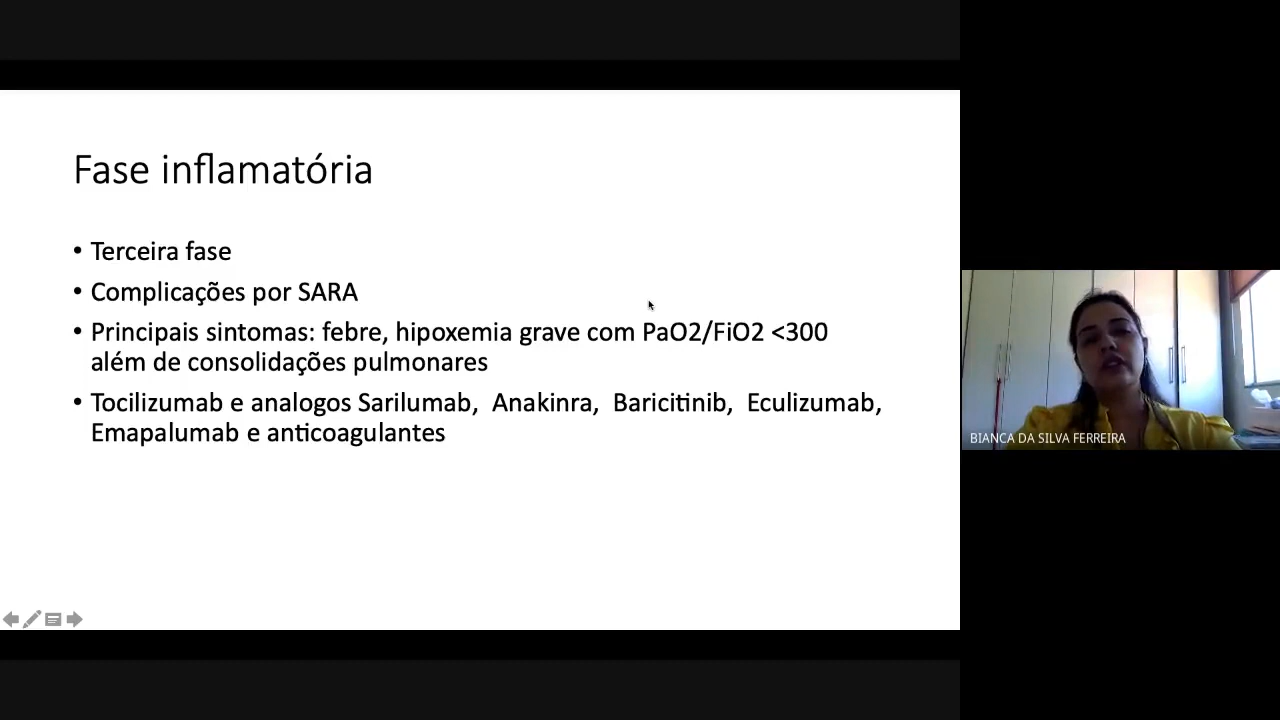 Fase inflamatória
• Terceira fase
• Complicações por SARA
• Principais sintomas: febre, hipoxemia grave com PaO2/FiO2 <300
além de consolidações pulmonares
• Tocilizumab e analogos Sarilumab, Anakinra, Baricitinib, Eculizumab,
Emapalumab e anticoagulantes
BIANCA DA SILVA FERREIRA